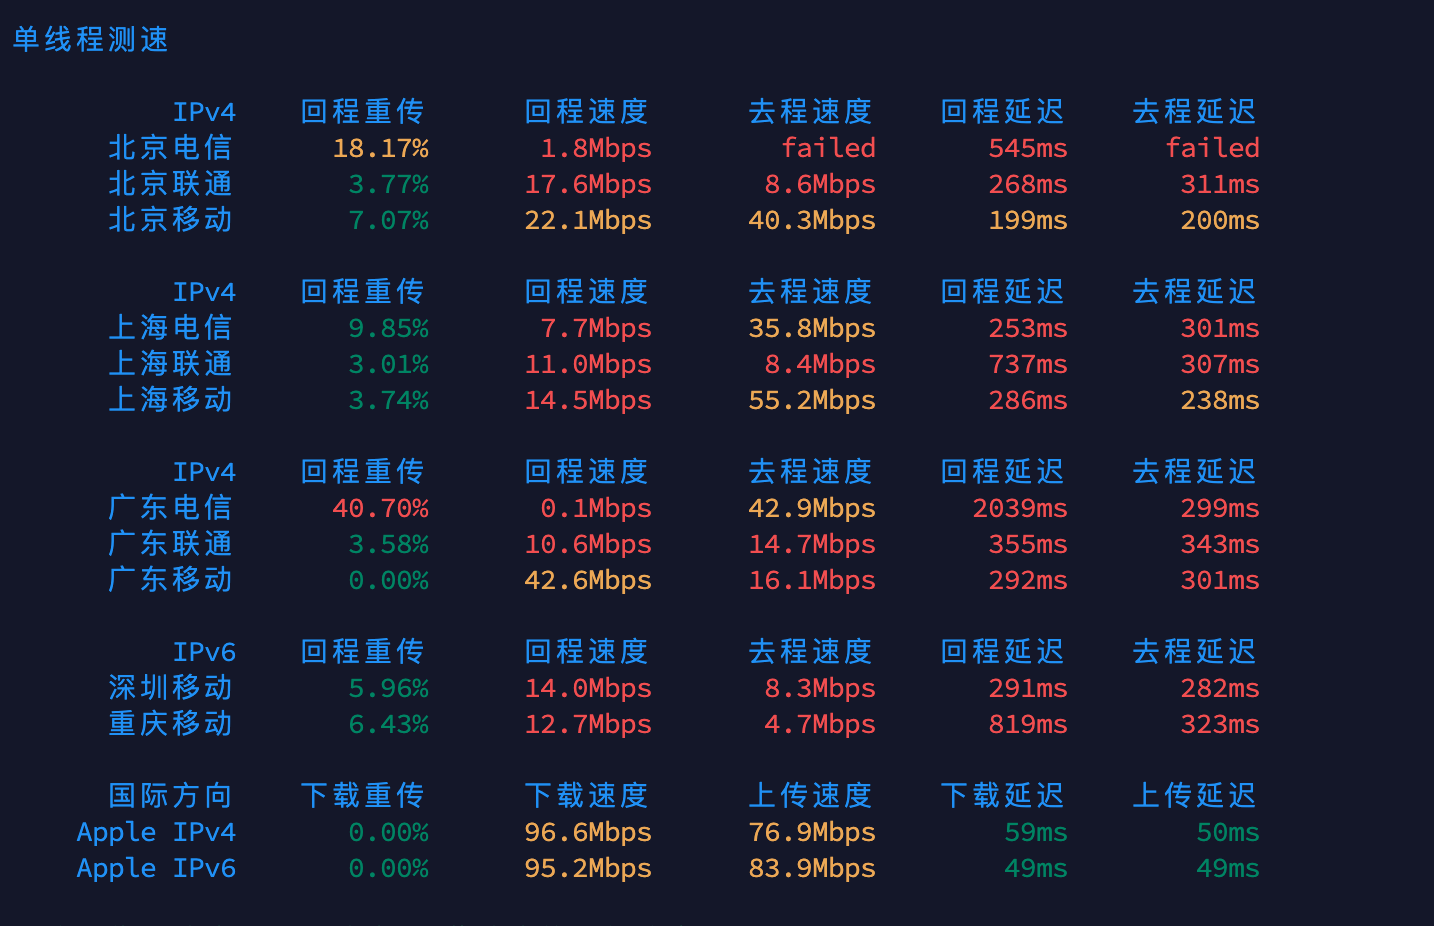 单线程测速
IPv4 回程重传 回程速度 去程速度 回程延迟 去程延迟
北京电信 18.17% 1.8Mbps failed 545ms failed
北京联通 3.77% 17.6Mbps 8.6Mbps 268ms 311ms
北京移动 7.07% 22.1Mbps 40.3Mbps 199ms 200ms
IPv4 回程重传 回程速度 去程速度 回程延迟 去程延迟
上海电信 9.85% 7.7Mbps 35.8Mbps 253ms 301ms
上海联通 3.01% 11.0Mbps 8.4Mbps 737ms 307ms
上海移动 3.74% 14.5Mbps 55.2Mbps 286ms 238ms
IPv4 回程重传 回程速度 去程速度 回程延迟 去程延迟
广东电信 40.70% 0.1Mbps 42.9Mbps 2039ms 299ms
广东联通 3.58% 10.6Mbps 14.7Mbps 355ms 343ms
广东移动 0.00% 42.6Mbps 16.1Mbps 292ms 301ms
IPv6 回程重传 回程速度 去程速度 回程延迟 去程延迟
深圳移动 5.96% 14.0Mbps 8.3Mbps 291ms 282ms
重庆移动 6.43% 12.7Mbps 4.7Mbps 819ms 323ms
国际方向 下载重传 下载速度 上传速度 下载延迟 上传延迟
Apple IPv4 0.00% 96.6Mbps 76.9Mbps 59ms 50ms
Apple IPv6 0.00% 95.2Mbps 83.9Mbps 49ms 49ms